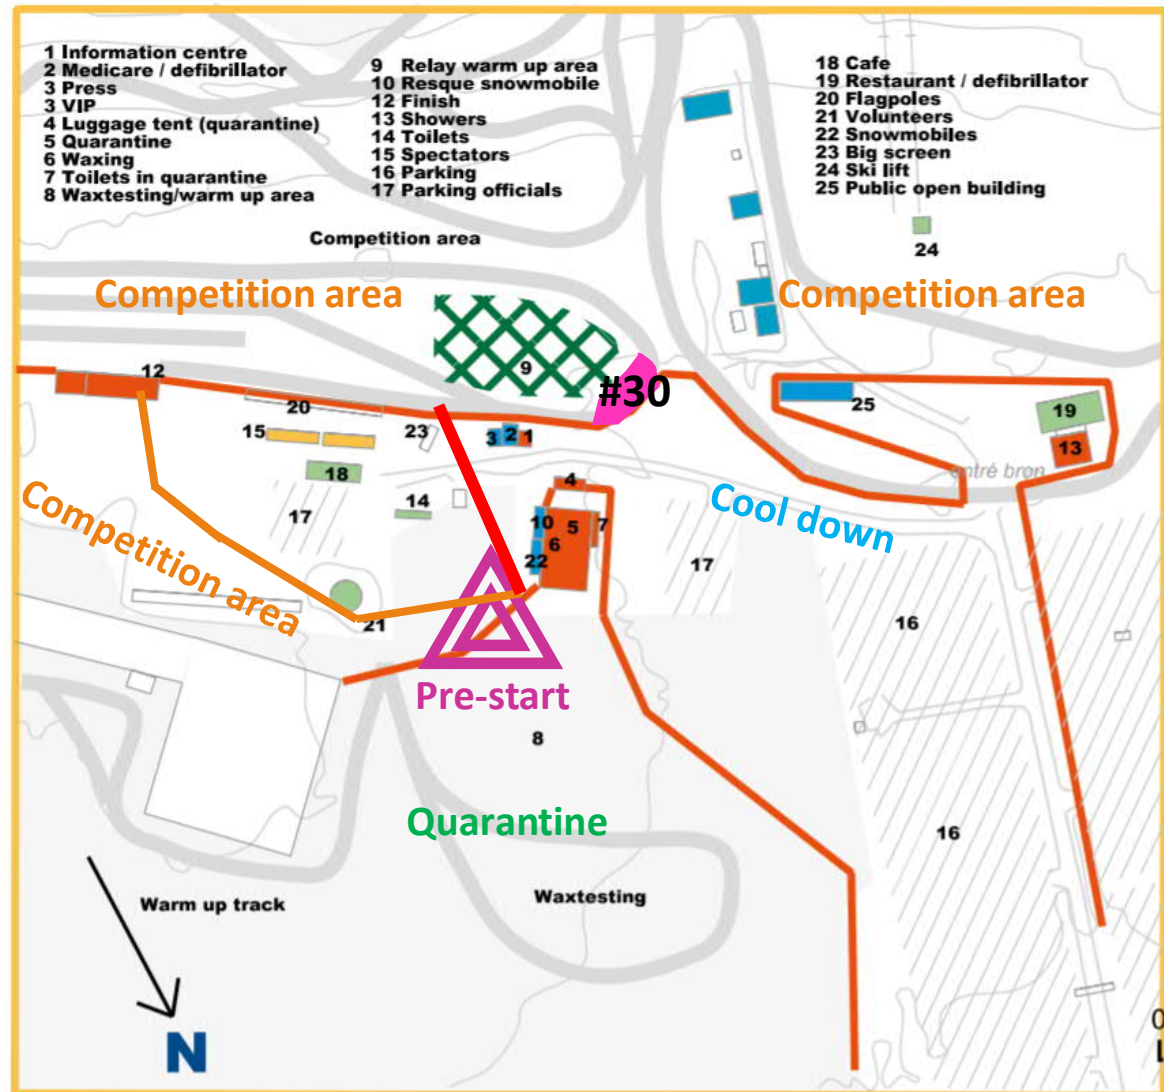 1 Information centre
2 Medicare / defibrillator
3 Press
3 VIP
4 Luggage tent (quarantine)
5 Quarantine
6 Waxing
7 Toilets in quarantine
8 Waxtesting/warm up area
9 Relay warm up area
10 Resque snowmobile
12 Finish
13 Showers
14 Toilets
15 Spectators
16 Parking
17 Parking officials
18 Cafe
19 Restaurant / defibrillator
20 Flagpoles
21 Volunteers
22 Snowmobiles
23 Big screen
24 Ski lift
25 Public open building
Competition area
24
Competition area
Competition area
9
12
#30
20
25
19
15
23
3 2 1
13
18
entré bron
4
14
Cool down
17
10
5
7
6
22
17
Competition area
21
16
Pre-start
8
Quarantine
16
Warm up track
Waxtesting
N
0
L